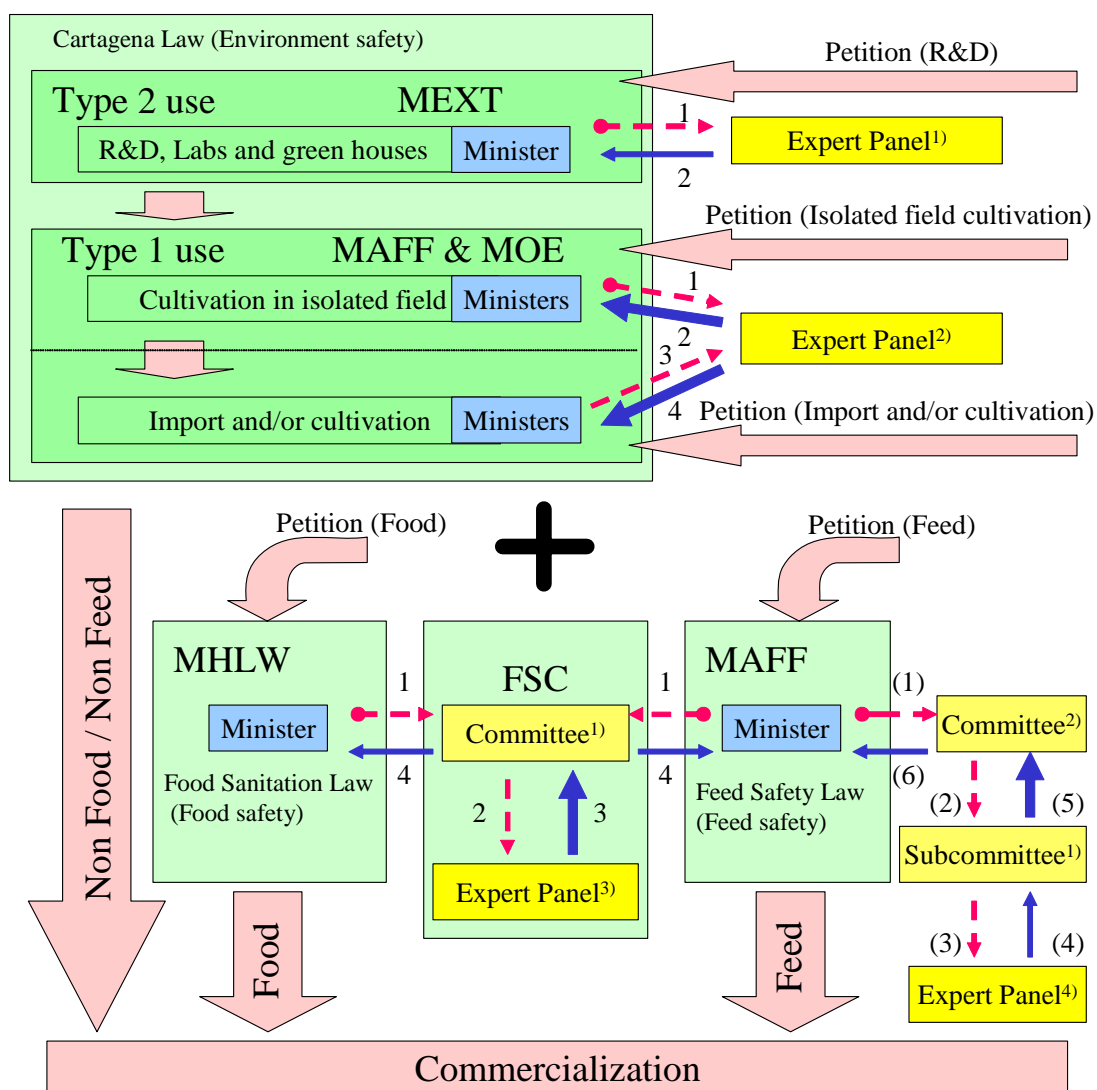 Cartagena Law (Environment safety)
Petition (R&D)
Type 2 use
MEXT
1
R&D, Labs and green houses
Minister
Expert Panel1)
2
Petition (Isolated field cultivation)
Type 1 use
MAFF & MOE
1
Cultivation in isolated field
Ministers
2
Expert Panel2)
3
4
Petition (Import and/or cultivation)
Import and/or cultivation
Ministers
Petition (Food)
Petition (Feed)
Non Food / Non Feed
MHLW
FSC
MAFF
1
1
(1)
Minister
Committee1)
Minister
Committee2)
4
4
(6)
Food Sanitation Law
(Food safety)
Feed Safety Law
(Feed safety)
2
3
(2)
(5)
Subcommittee1)
Expert Panel3)
(3)
(4)
Food
Feed
Expert Panel4)
Commercialization